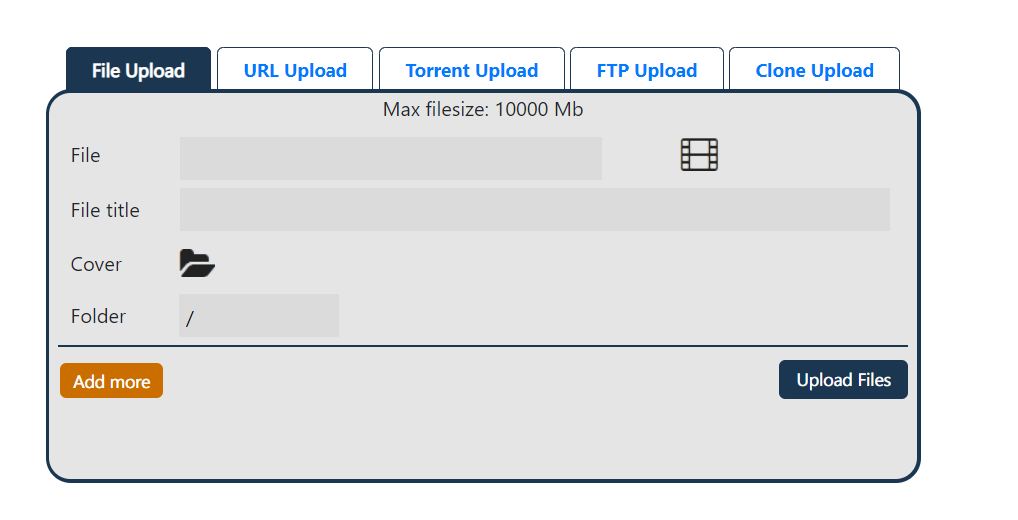 File Upload URL Upload Torrent Upload FTP Upload Clone Upload
Max filesize: 10000 Mb
File
File title
Cover
Folder /
Add more Upload Files